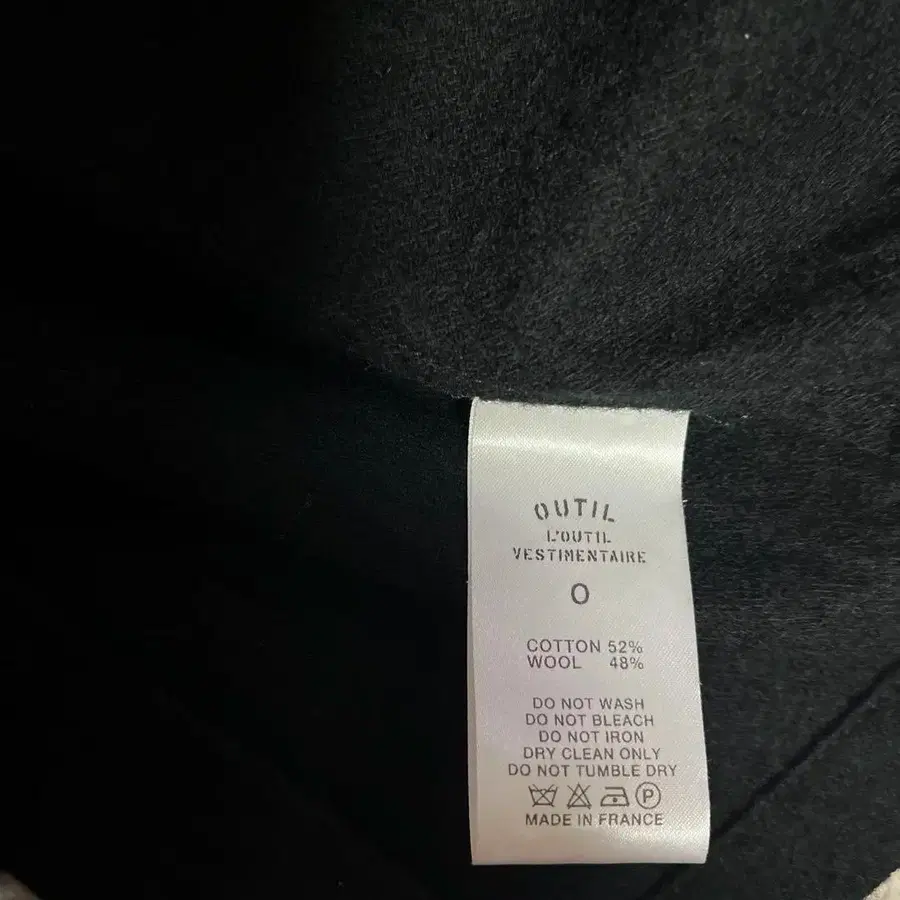 OUTIL
L'OUTIL
VESTIMENTAIRE
0
COTTON 52%
WOOL 48%
DO NOT WASH
DO NOT BLEACH
DO NOT IRON
DRY CLEAN ONLY
DO NOT TUMBLE DRY
P
MADE IN FRANCE